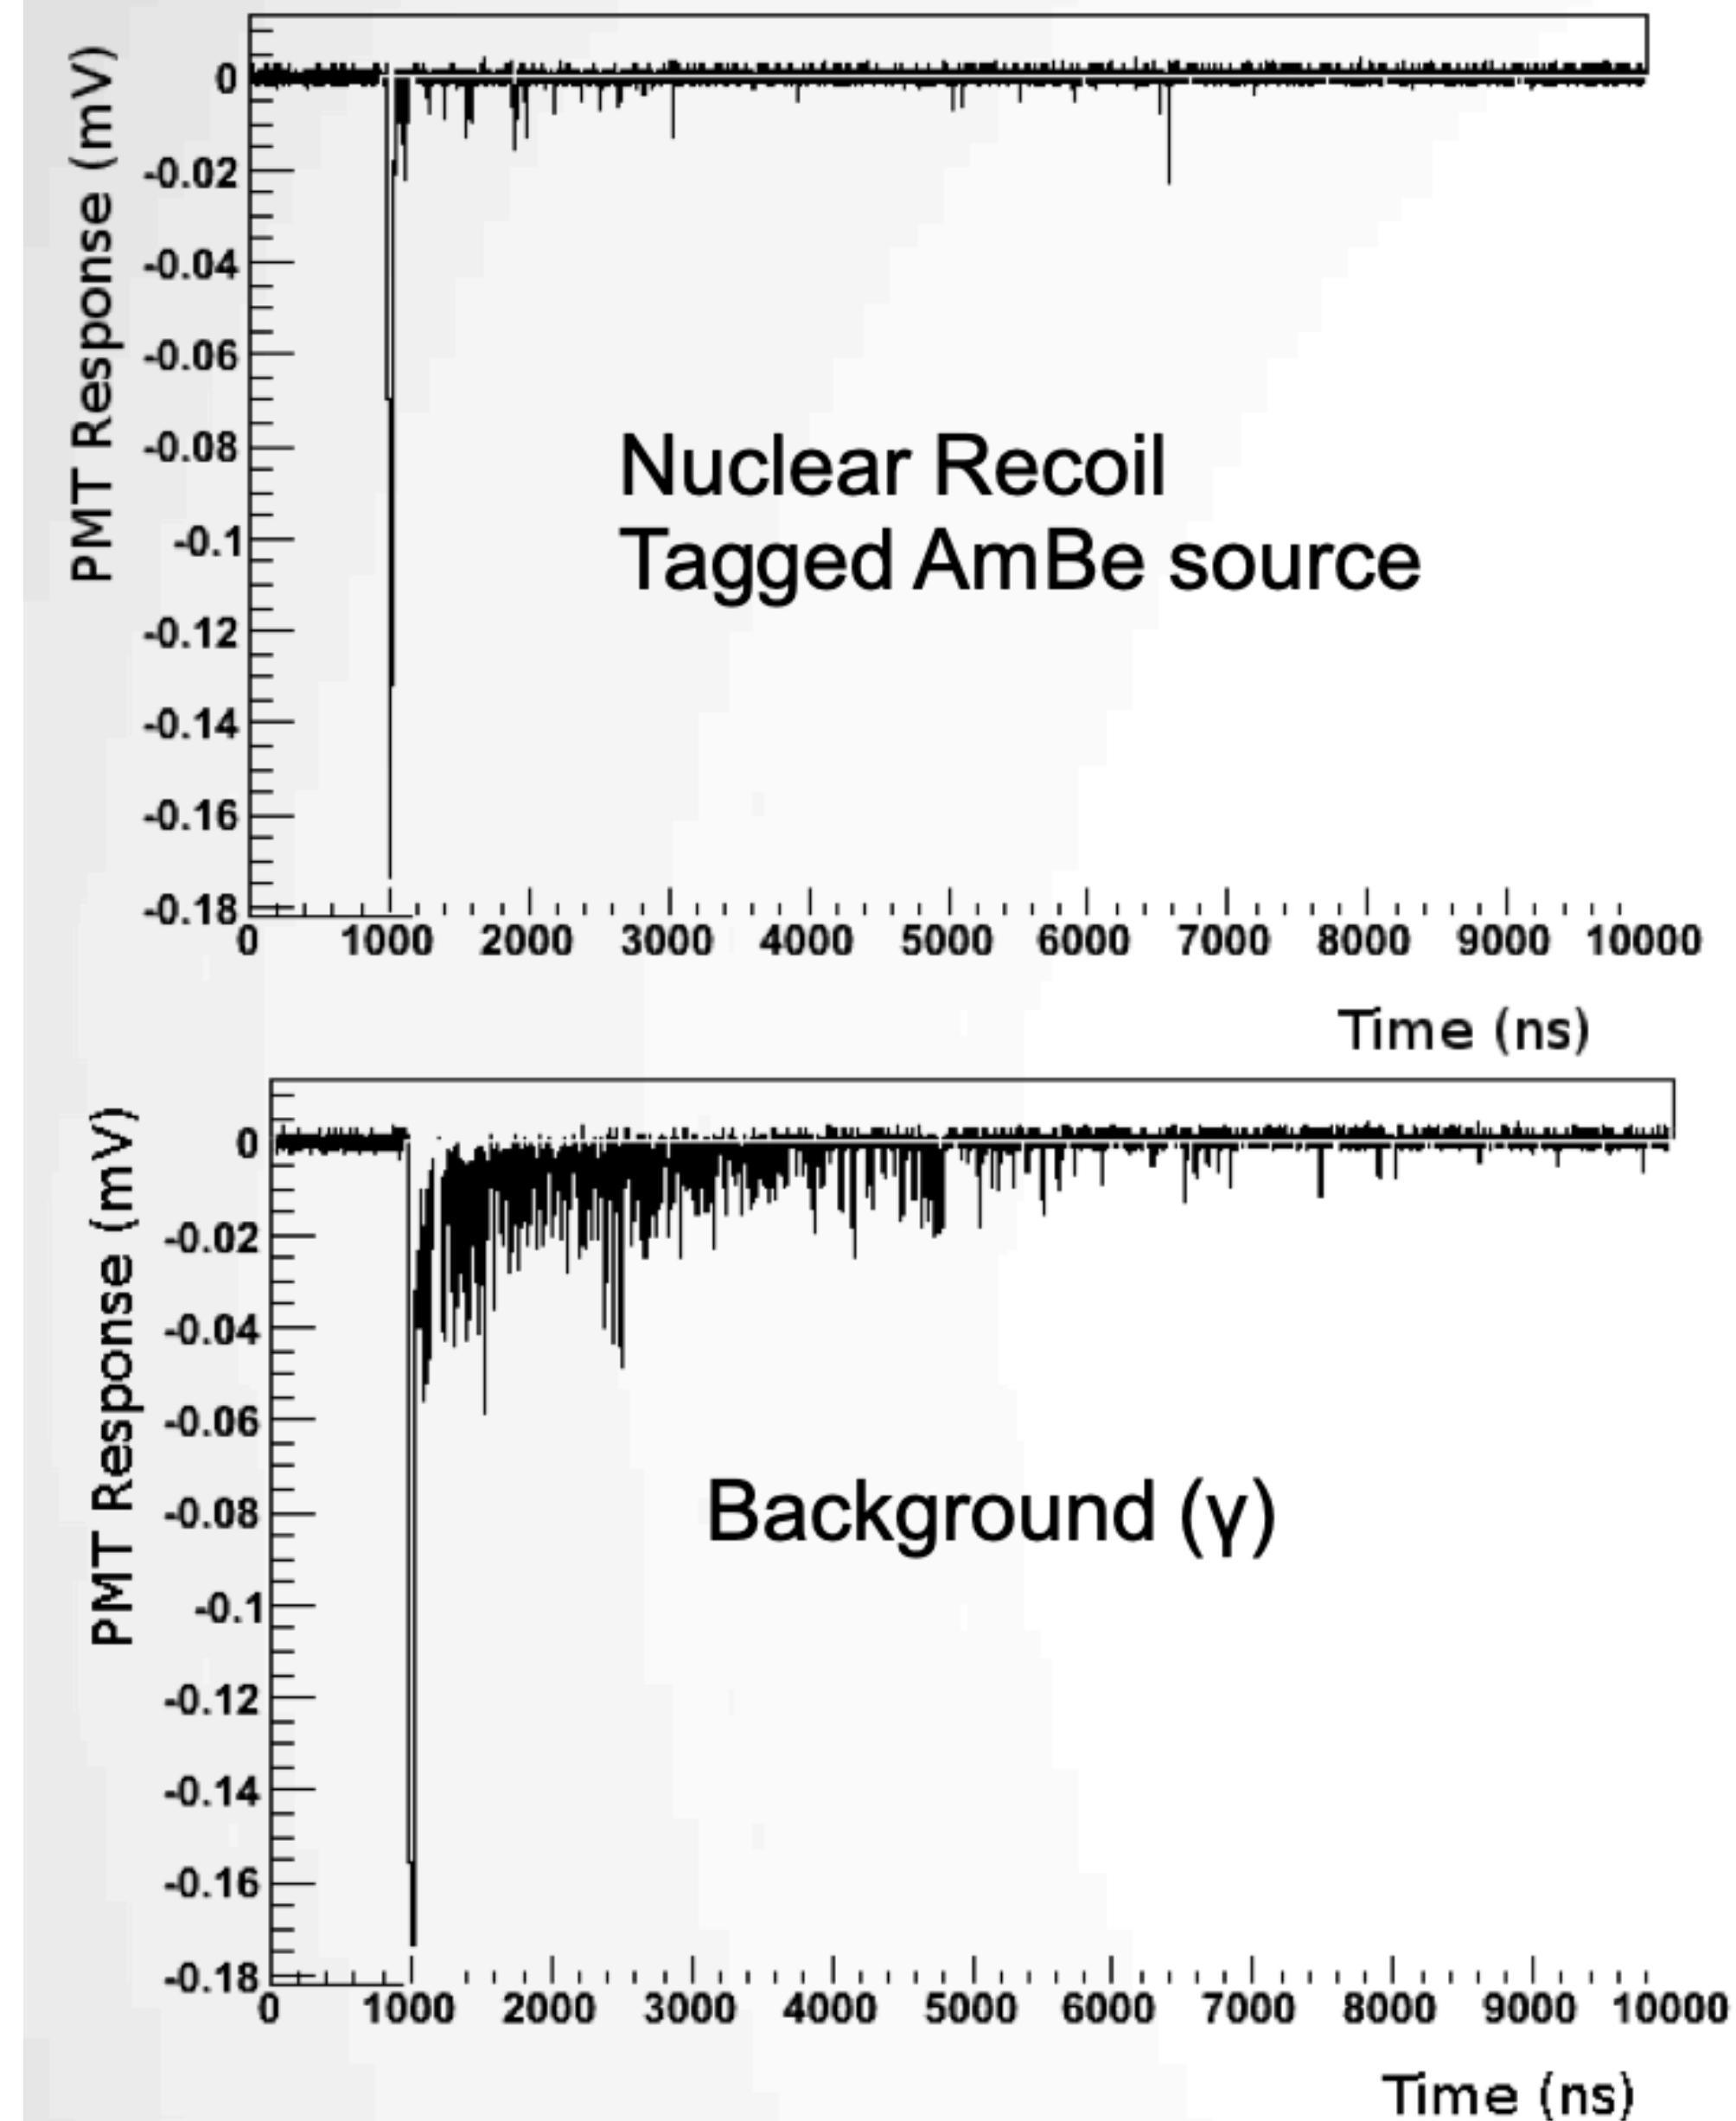 PMT Response (mV)
0
-0.02
-0.04
-0.06
-0.08
-0.1
-0.12
-0.14
-0.16
-0.18
Nuclear Recoil
Tagged AmBe source
0 1000 2000 3000 4000 5000 6000 7000 8000 9000 10000
Time (ns)
PMT Response (mV)
0
-0.02
-0.04
-0.06
-0.08
-0.1
-0.12
-0.14
-0.16
-0.18
Background (γ)
0 1000 2000 3000 4000 5000 6000 7000 8000 9000 10000
Time (ns)